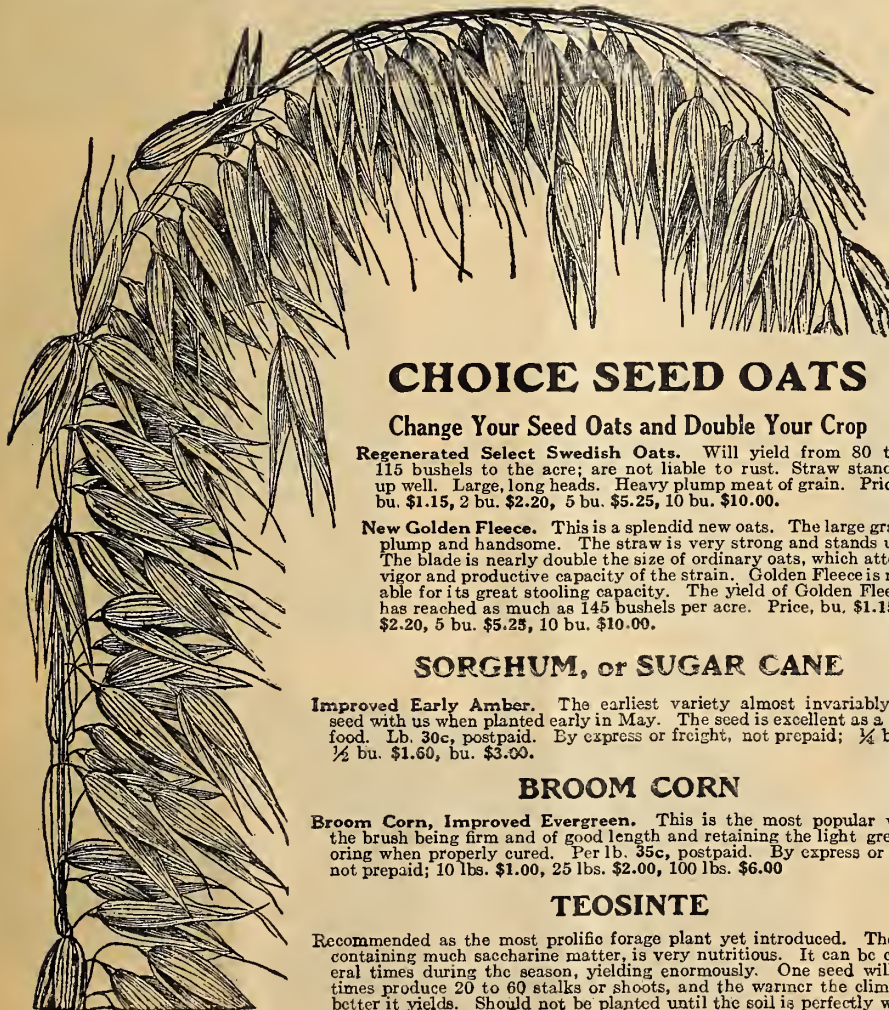 CHOICE SEED OATS
Change Your Seed Oats and Double Your Crop
Regenerated Select Swedish Oats. Will yield from 80 t
115 bushels to the acre; are not liable to rust. Straw stand
up well. Large, long heads. Heavy plump meat of grain. Pric
bu. $1.15, 2 bu. $2.20, 5 bu. $5.25, 10 bu. $10.00.
New Golden Fleece. This is a splendid new oats. The large gra
plump and handsome. The straw is very strong and stands u
The blade is nearly double the size of ordinary oats, which atte
vigor and productive capacity of the strain. Golden Fleece is r
able for its great stooling capacity. The yield of Golden Flee
has reached as much as 145 bushels per acre. Price, bu. $1.15
$2.20, 5 bu. $5.25, 10 bu. $10.00.
SORGHUM, or SUGAR CANE
Improved Early Amber. The earliest variety almost invariably
seed with us when planted early in May. The seed is excellent as a
food. Lb. 30c, postpaid. By express or freight, not prepaid; ¼ b
½ bu. $1.60, bu. $3.00.
BROOM CORN
Broom Corn, Improved Evergreen. This is the most popular v
the brush being firm and of good length and retaining the light gre
oring when properly cured. Per lb. 35c, postpaid. By express or
not prepaid; 10 lbs. $1.00, 25 lbs. $2.00, 100 lbs. $6.00
TEOSINTE
Recommended as the most prolific forage plant yet introduced. The
containing much saccharine matter, is very nutritious. It can be c
eral times during the season, yielding enormously. One seed will
times produce 20 to 60 stalks or shoots, and the warmer the clim
better it yields. Should not be planted until the soil is perfectly w